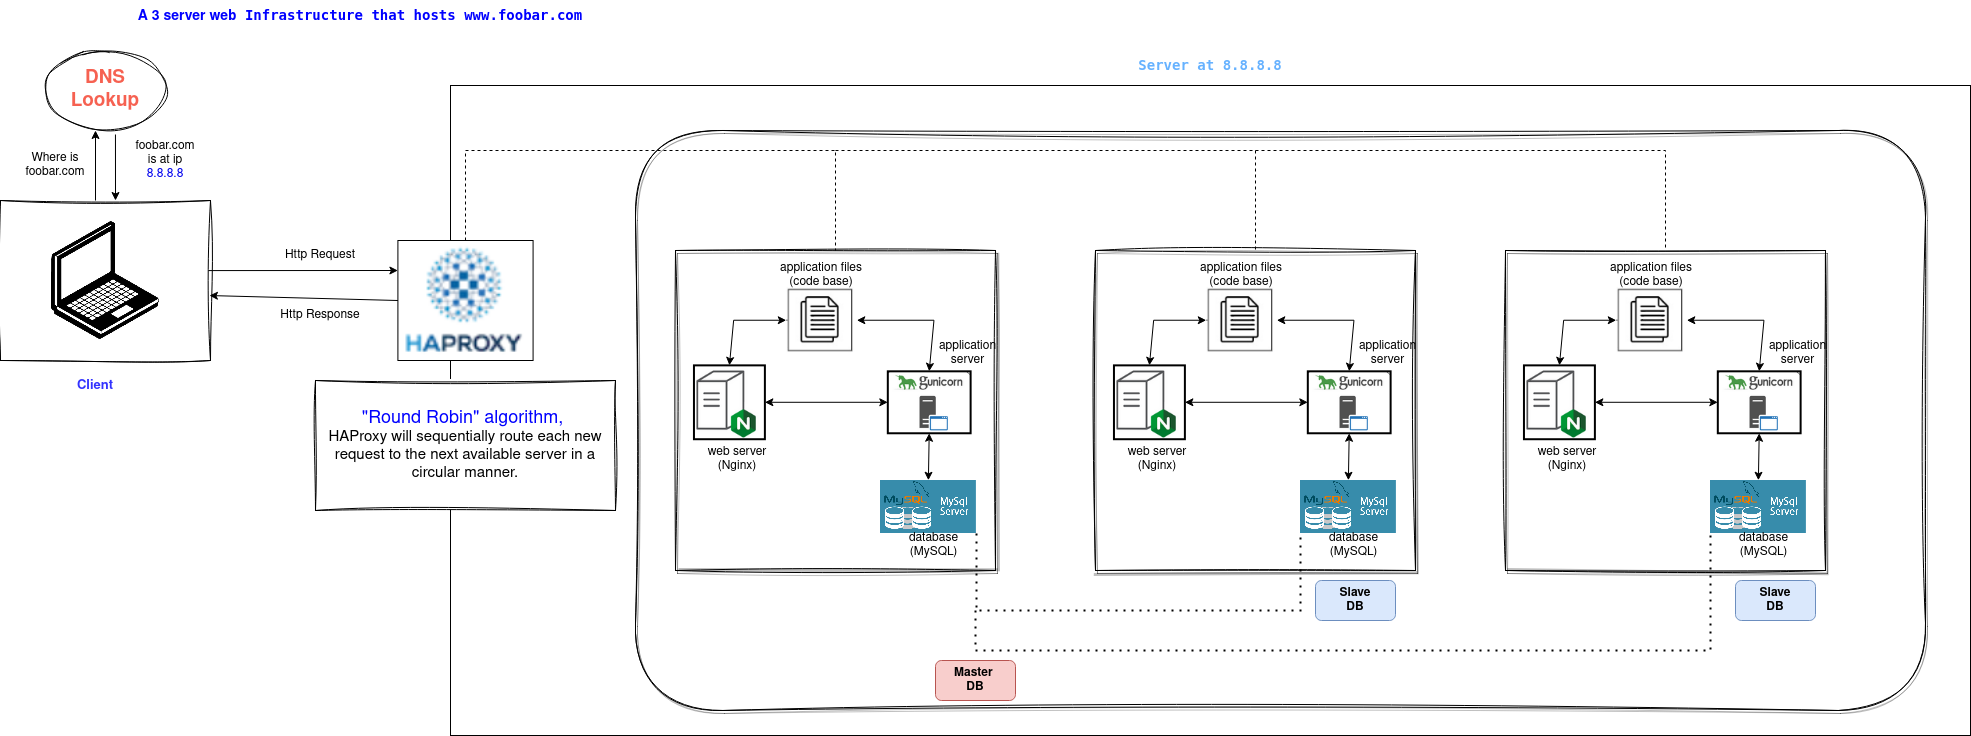 A 3 server web Infrastructure that hosts www.foobar.com
Server at 8.8.8.8
DNS
Lookup
Where is
foobar.com
foobar.com
is at ip
8.8.8.8
Client
Http Request
Http Response
HAPROXY
"Round Robin" algorithm,
HAProxy will sequentially route each new
request to the next available server in a
circular manner.
application files
(code base)
application
server
gunicorn
N
web server
(Nginx)
MySQL
MySql
Server
database
(MySQL)
application files
(code base)
application
server
gunicorn
N
web server
(Nginx)
MySQL
MySql
Server
database
(MySQL)
application files
(code base)
application
server
gunicorn
N
web server
(Nginx)
MySQL
MySql
Server
database
(MySQL)
Slave
DB
Slave
DB
Master
DB